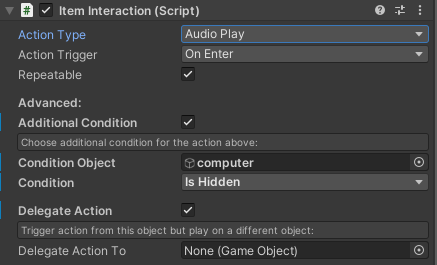 Item Interaction (Script)
Action Type Audio Play
Action Trigger On Enter
Repeatable
Advanced:
Additional Condition
Choose additional condition for the action above:
Condition Object computer
Condition Is Hidden
Delegate Action
Trigger action from this object but play on a different object:
Delegate Action To None (Game Object)